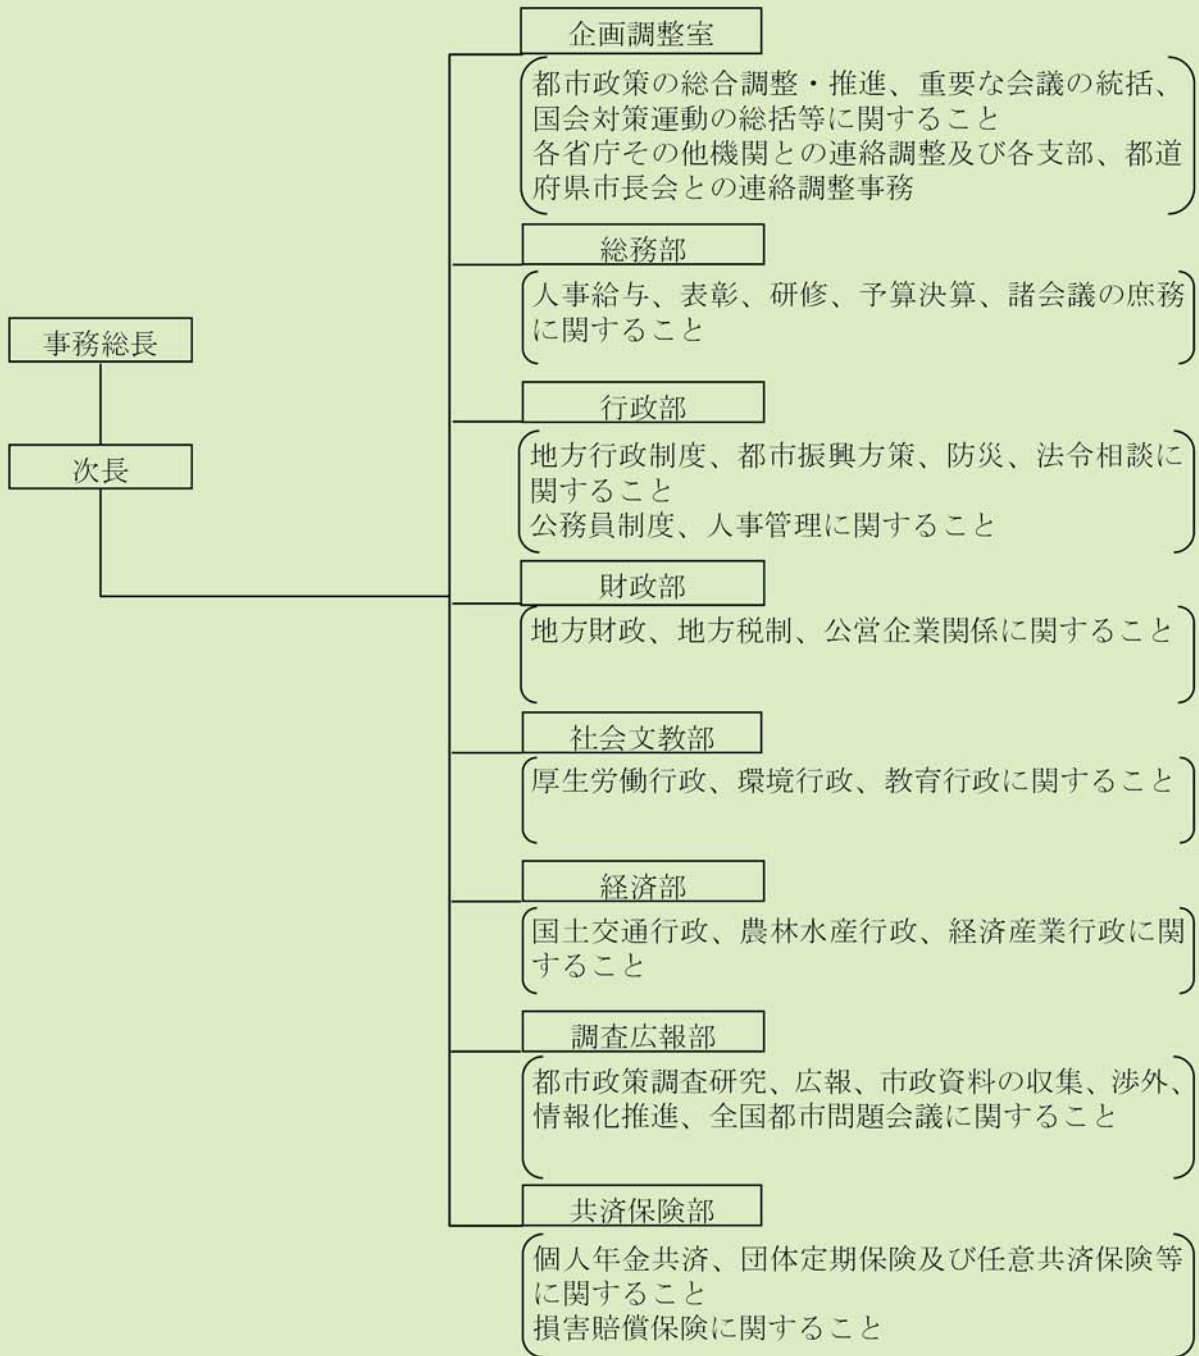 事務総長
次長
企画調整室
都市政策の総合調整・推進、重要な会議の統括、
国会対策運動の総括等に関すること
各省庁その他機関との連絡調整及び各支部、都道
府県市長会との連絡調整事務
総務部
人事給与、表彰、研修、予算決算、諸会議の庶務
に関すること
行政部
地方行政制度、都市振興方策、防災、法令相談に
関すること
公務員制度、人事管理に関すること
財政部
地方財政、地方税制、公営企業関係に関すること
社会文教部
厚生労働行政、環境行政、教育行政に関すること
経済部
国土交通行政、農林水産行政、経済産業行政に関
すること
調査広報部
都市政策調査研究、広報、市政資料の収集、渉外、
情報化推進、全国都市問題会議に関すること
共済保険部
個人年金共済、団体定期保険及び任意共済保険等
に関すること
損害賠償保険に関すること